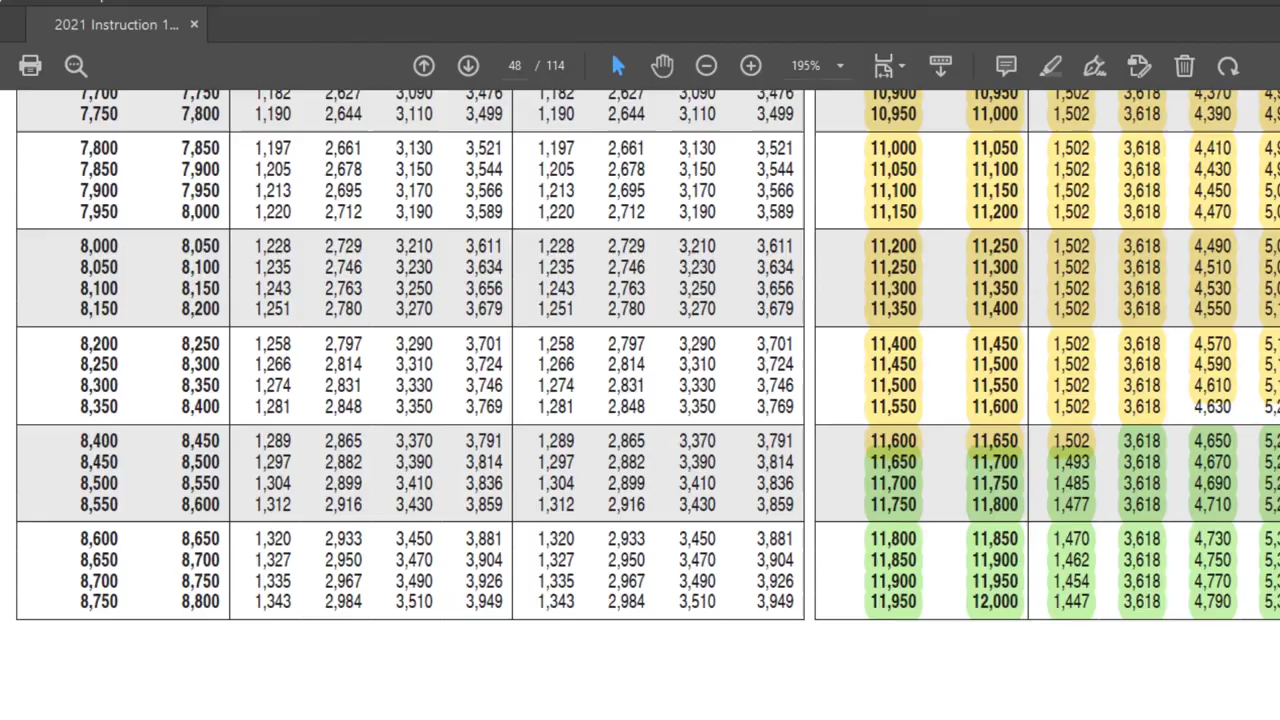 2021 Instruction 1... ×
48 / 114 195%
7,700 7,750 1,182 2,627 3,090 3,476 1,182 2,627 3,090 3,476 10,900 10,950 1,502 3,618 4,370
7,750 7,800 1,190 2,644 3,110 3,499 1,190 2,644 3,110 3,499 10,950 11,000 1,502 3,618 4,390
7,800 7,850 1,197 2,661 3,130 3,521 1,197 2,661 3,130 3,521 11,000 11,050 1,502 3,618 4,410
7,850 7,900 1,205 2,678 3,150 3,544 1,205 2,678 3,150 3,544 11,050 11,100 1,502 3,618 4,430
7,900 7,950 1,213 2,695 3,170 3,566 1,213 2,695 3,170 3,566 11,100 11,150 1,502 3,618 4,450
7,950 8,000 1,220 2,712 3,190 3,589 1,220 2,712 3,190 3,589 11,150 11,200 1,502 3,618 4,470
8,000 8,050 1,228 2,729 3,210 3,611 1,228 2,729 3,210 3,611 11,200 11,250 1,502 3,618 4,490
8,050 8,100 1,235 2,746 3,230 3,634 1,235 2,746 3,230 3,634 11,250 11,300 1,502 3,618 4,510
8,100 8,150 1,243 2,763 3,250 3,656 1,243 2,763 3,250 3,656 11,300 11,350 1,502 3,618 4,530
8,150 8,200 1,251 2,780 3,270 3,679 1,251 2,780 3,270 3,679 11,350 11,400 1,502 3,618 4,550
8,200 8,250 1,258 2,797 3,290 3,701 1,258 2,797 3,290 3,701 11,400 11,450 1,502 3,618 4,570
8,250 8,300 1,266 2,814 3,310 3,724 1,266 2,814 3,310 3,724 11,450 11,500 1,502 3,618 4,590
8,300 8,350 1,274 2,831 3,330 3,746 1,274 2,831 3,330 3,746 11,500 11,550 1,502 3,618 4,610
8,350 8,400 1,281 2,848 3,350 3,769 1,281 2,848 3,350 3,769 11,550 11,600 1,502 3,618 4,630
8,400 8,450 1,289 2,865 3,370 3,791 1,289 2,865 3,370 3,791 11,600 11,650 1,502 3,618 4,650
8,450 8,500 1,297 2,882 3,390 3,814 1,297 2,882 3,390 3,814 11,650 11,700 1,493 3,618 4,670
8,500 8,550 1,304 2,899 3,410 3,836 1,304 2,899 3,410 3,836 11,700 11,750 1,485 3,618 4,690
8,550 8,600 1,312 2,916 3,430 3,859 1,312 2,916 3,430 3,859 11,750 11,800 1,477 3,618 4,710
8,600 8,650 1,320 2,933 3,450 3,881 1,320 2,933 3,450 3,881 11,800 11,850 1,470 3,618 4,730
8,650 8,700 1,327 2,950 3,470 3,904 1,327 2,950 3,470 3,904 11,850 11,900 1,462 3,618 4,750
8,700 8,750 1,335 2,967 3,490 3,926 1,335 2,967 3,490 3,926 11,900 11,950 1,454 3,618 4,770
8,750 8,800 1,343 2,984 3,510 3,949 1,343 2,984 3,510 3,949 11,950 12,000 1,447 3,618 4,790